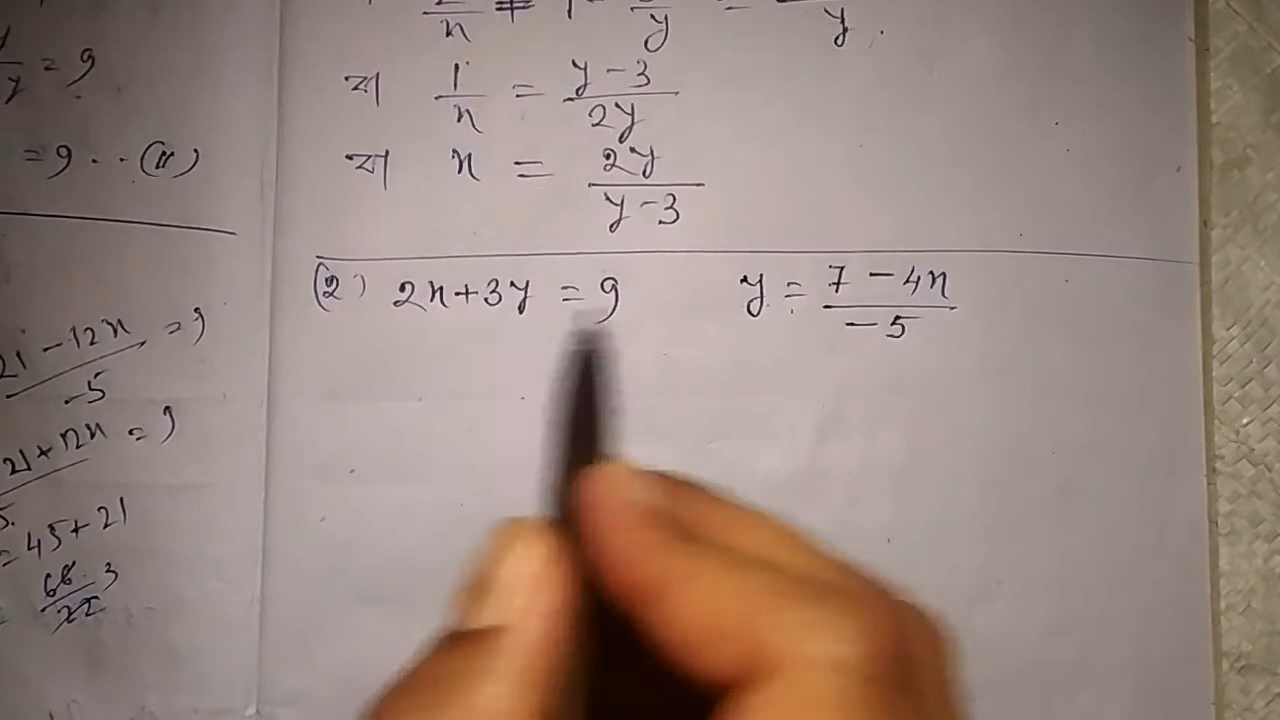 /y = 9
= 9 . . (ii)
21 - 12x / -5 = 9
21 + 12x = 9
= 45 + 21
66 3
/ 22
/ x = 1 - / y = / y .
বা 1/x = y - 3 / 2y
বা x = 2y / y - 3
(2) 2x + 3y = 9 y = 7 - 4x / -5